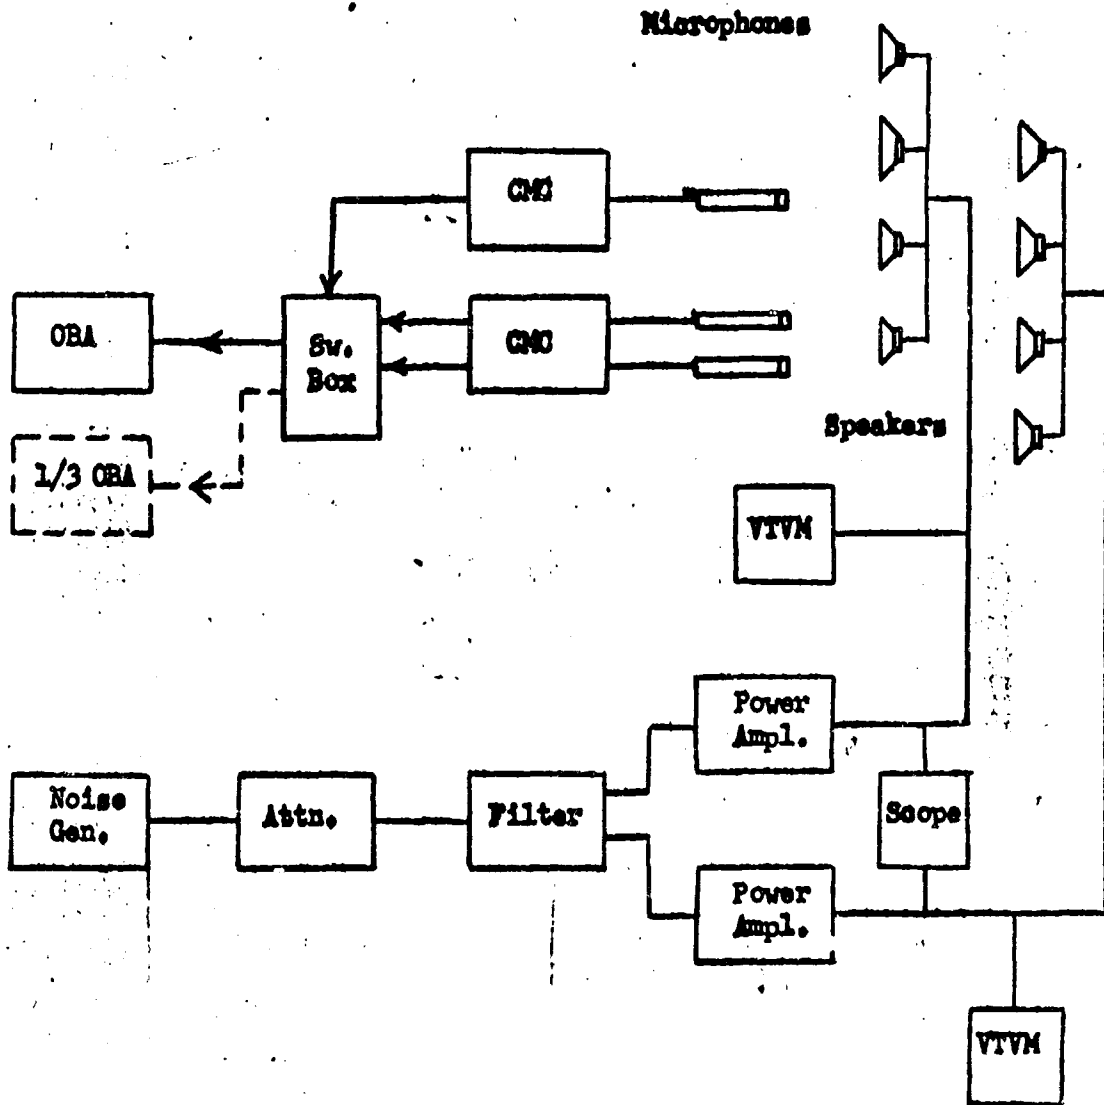 Microphones
CMC
CMC
OBA
Sw.
Box
1/3 OBA
Speakers
VTVM
Power
Ampl.
Noise
Gen.
Attn.
Filter
Scope
Power
Ampl.
VTVM